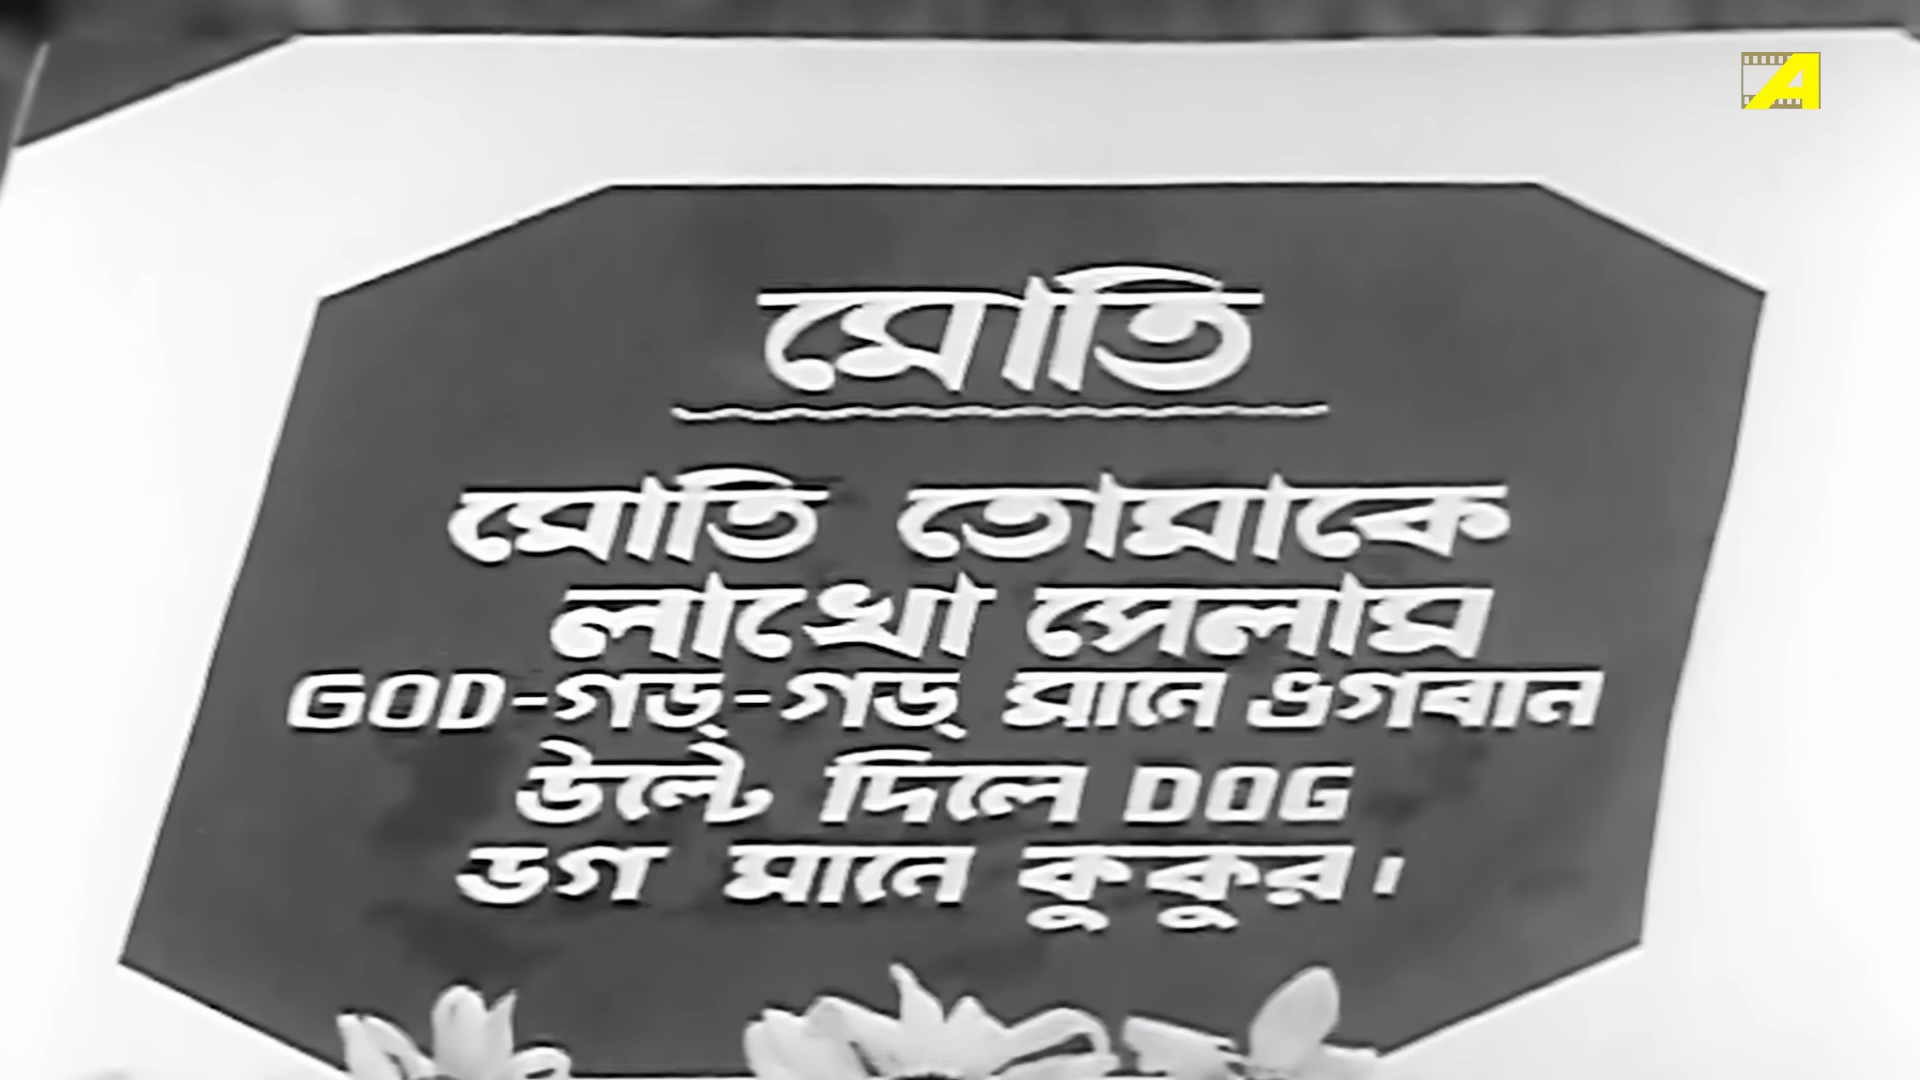 মোতি
মোতি তোমাকে
লাখো সেলাম
GOD-গড্-গড্ মানে ভগবান
উল্টে দিলে DOG
ডগ মানে কুকুর।